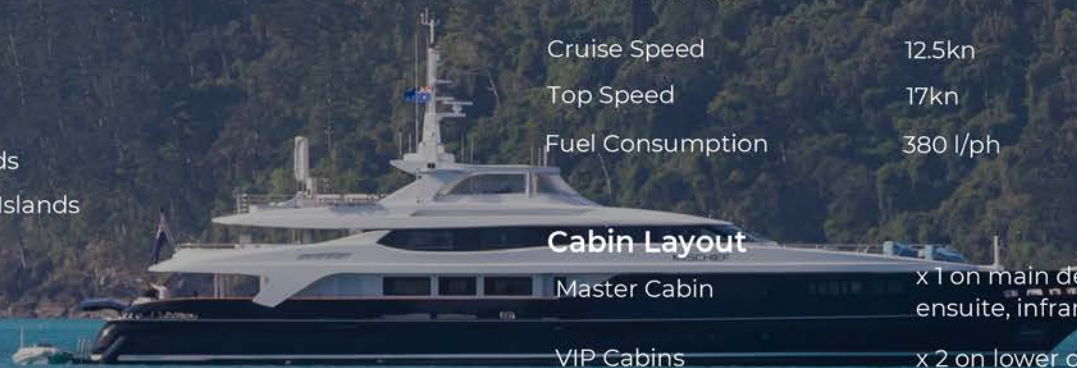 Cruise Speed 12.5kn
Top Speed 17kn
Fuel Consumption 380 l/ph
ds
Islands
Cabin Layout
MISCHIEF
Master Cabin x 1 on main de
ensuite, infrar
VIP Cabins x 2 on lower d